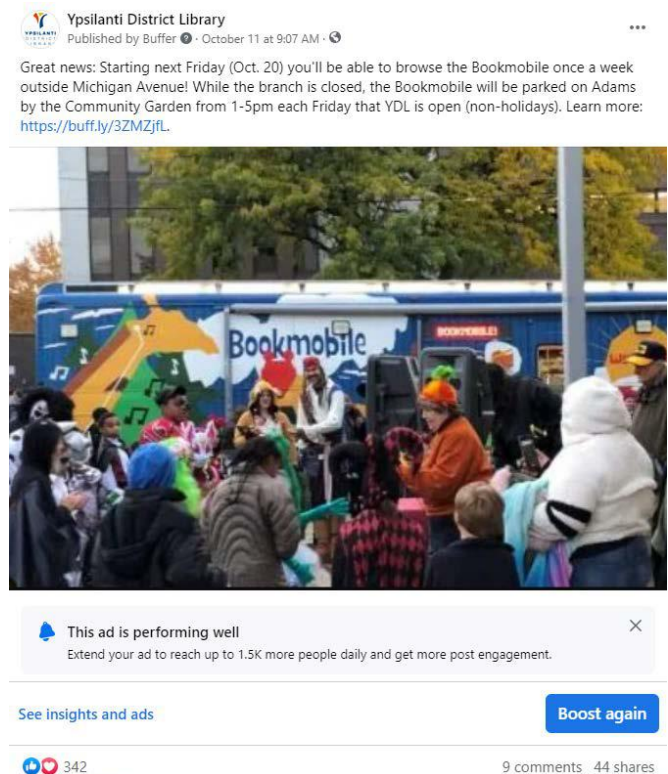 YPSILANTI
DISTRICT
LIBRARY
Ypsilanti District Library
Published by Buffer · October 11 at 9:07 AM ·
Great news: Starting next Friday (Oct. 20) you'll be able to browse the Bookmobile once a week
outside Michigan Avenue! While the branch is closed, the Bookmobile will be parked on Adams
by the Community Garden from 1-5pm each Friday that YDL is open (non-holidays). Learn more:
https://buff.ly/3ZMZjfL.
Bookmobile
BOOKMOBILE!
This ad is performing well
Extend your ad to reach up to 1.5K more people daily and get more post engagement.
See insights and ads
Boost again
342
9 comments 44 shares